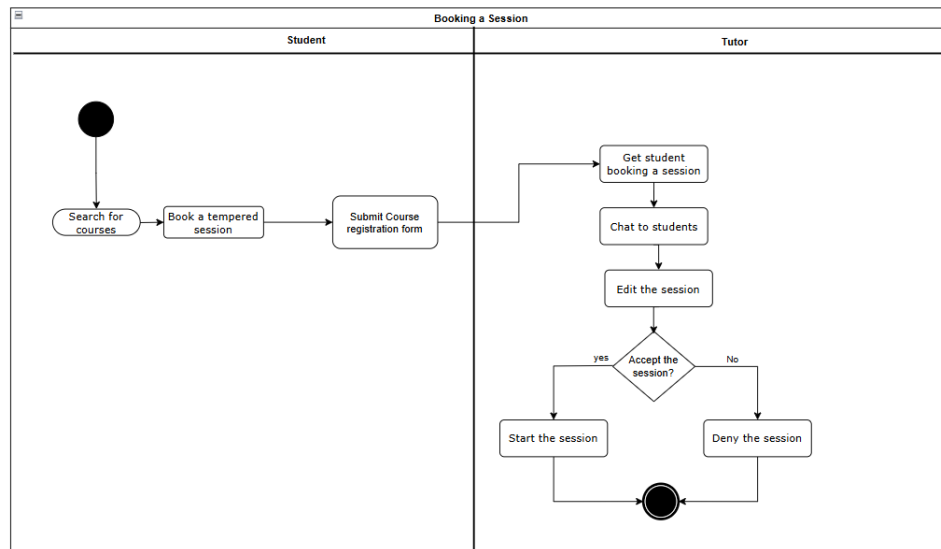 Booking a Session
Student
Tutor
Search for
courses
Book a tempered
session
Submit Course
registration form
Get student
booking a session
Chat to students
Edit the session
Accept the
session?
yes
No
Start the session
Deny the session